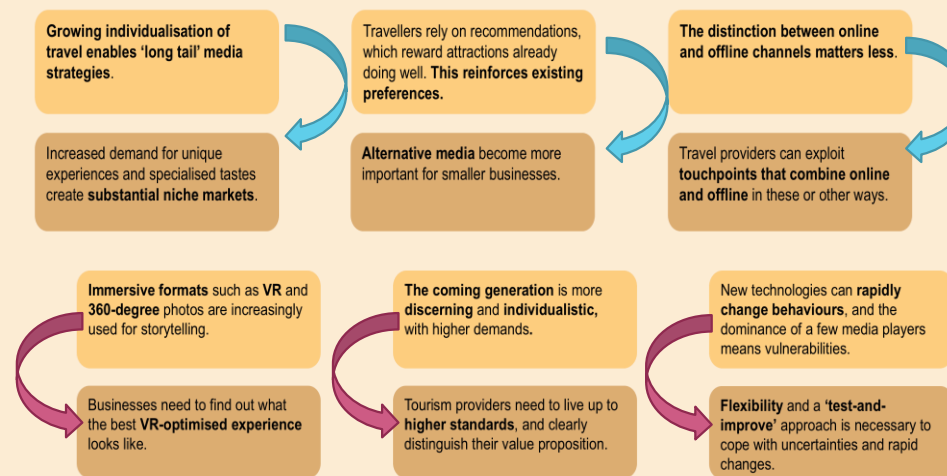 Growing individualisation of
travel enables ‘long tail’ media
strategies.
Increased demand for unique
experiences and specialised tastes
create substantial niche markets.
Travellers rely on recommendations,
which reward attractions already
doing well. This reinforces existing
preferences.
Alternative media become more
important for smaller businesses.
The distinction between online
and offline channels matters less.
Travel providers can exploit
touchpoints that combine online
and offline in these or other ways.
Immersive formats such as VR and
360-degree photos are increasingly
used for storytelling.
Businesses need to find out what
the best VR-optimised experience
looks like.
The coming generation is more
discerning and individualistic,
with higher demands.
Tourism providers need to live up to
higher standards, and clearly
distinguish their value proposition.
New technologies can rapidly
change behaviours, and the
dominance of a few media players
means vulnerabilities.
Flexibility and a ‘test-and-
improve’ approach is necessary to
cope with uncertainties and rapid
changes.